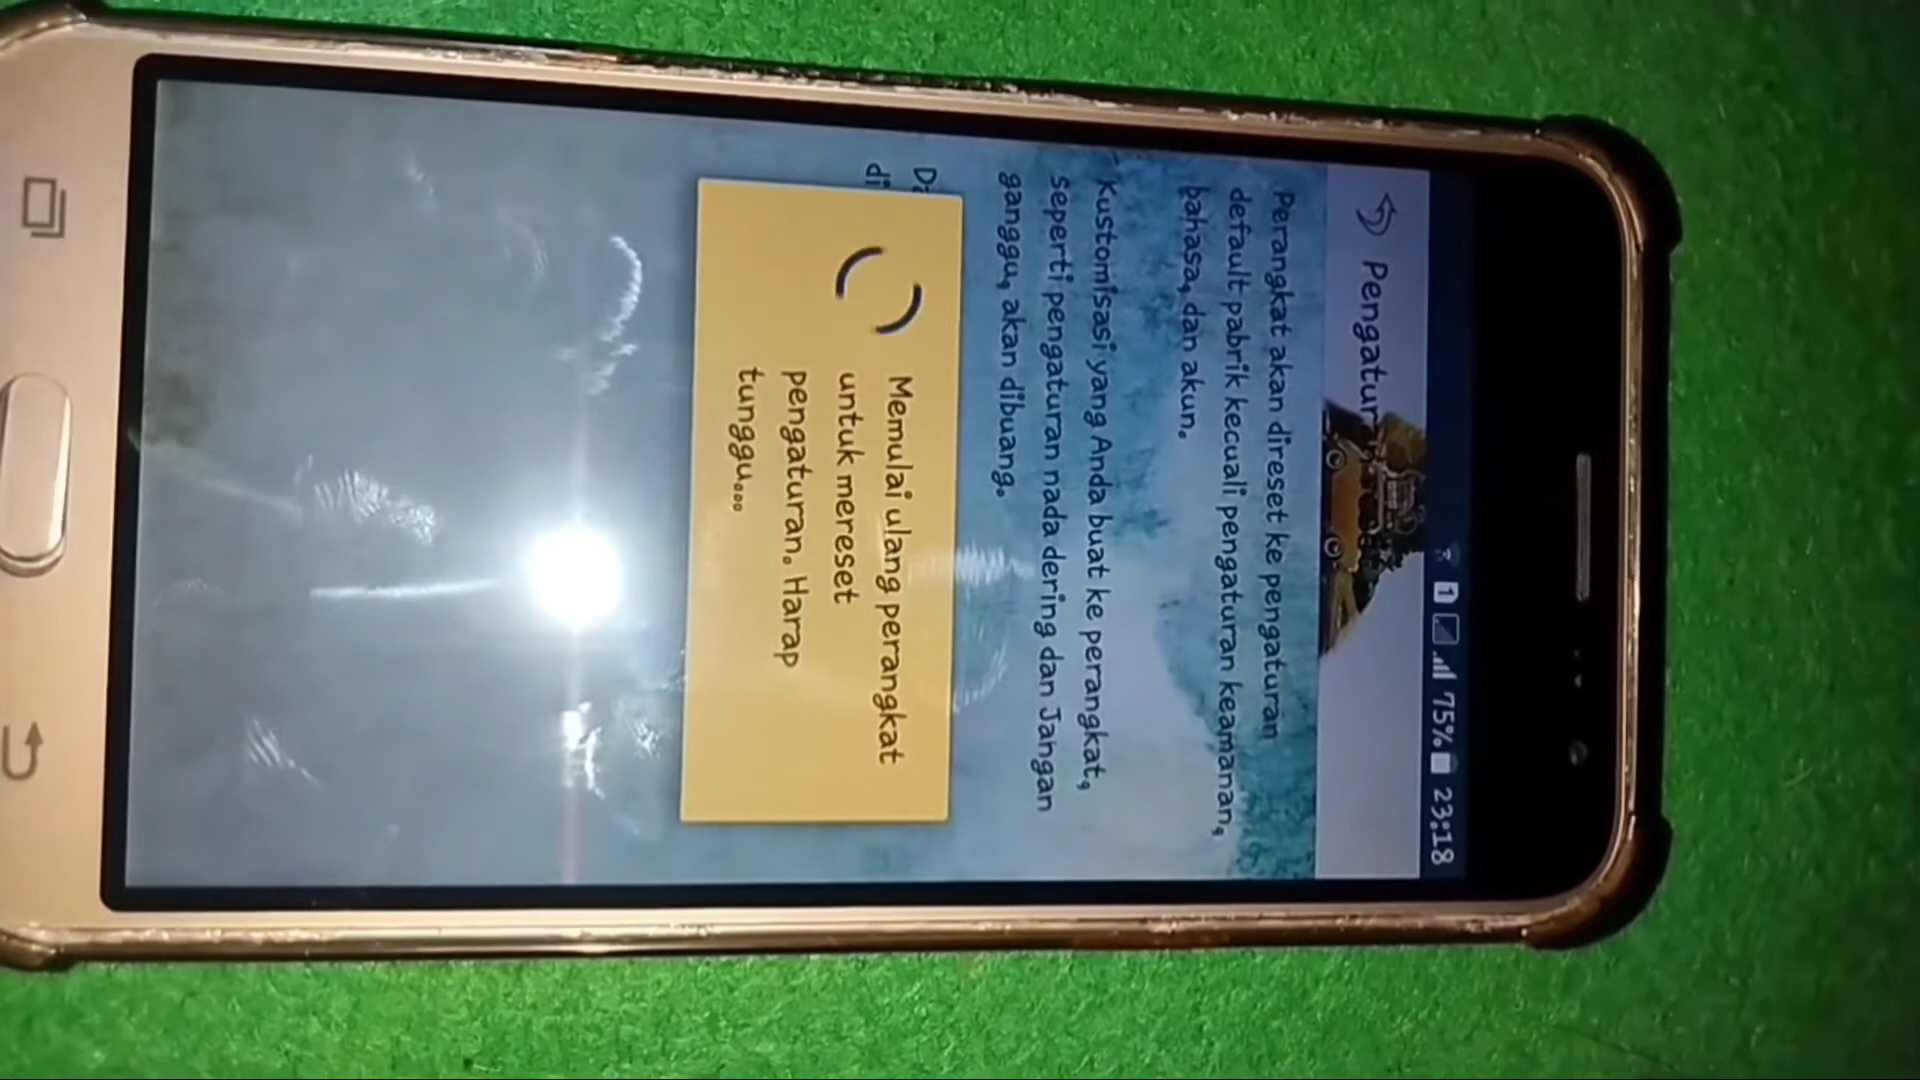 1 75% 23:18
Pengatur
Perangkat akan direset ke pengaturan
default pabrik kecuali pengaturan keamanan,
bahasa, dan akun.
Kustomisasi yang Anda buat ke perangkat,
seperti pengaturan nada dering dan Jangan
ganggu, akan dibuang.
Memulai ulang perangkat
untuk mereset
pengaturan. Harap
tunggu...